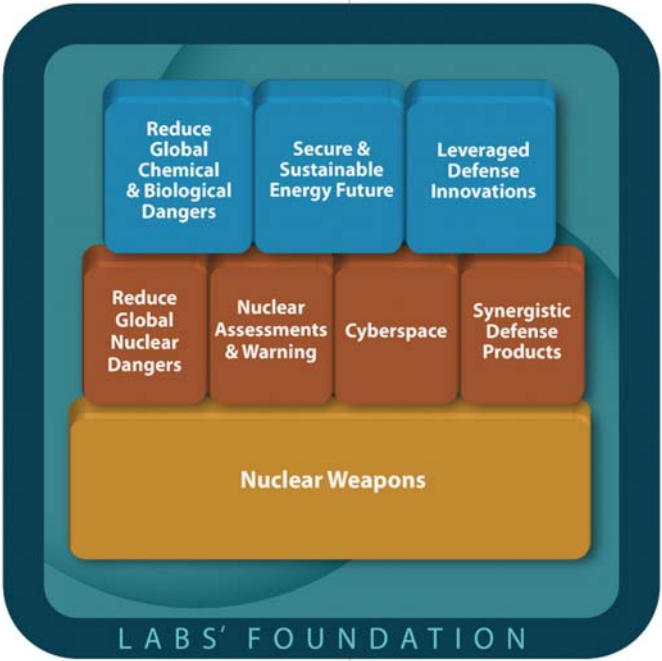 Reduce
Global
Chemical
& Biological
Dangers
Secure &
Sustainable
Energy Future
Leveraged
Defense
Innovations
Reduce
Global
Nuclear
Dangers
Nuclear
Assessments
& Warning
Cyberspace
Synergistic
Defense
Products
Nuclear Weapons
LABS' FOUNDATION